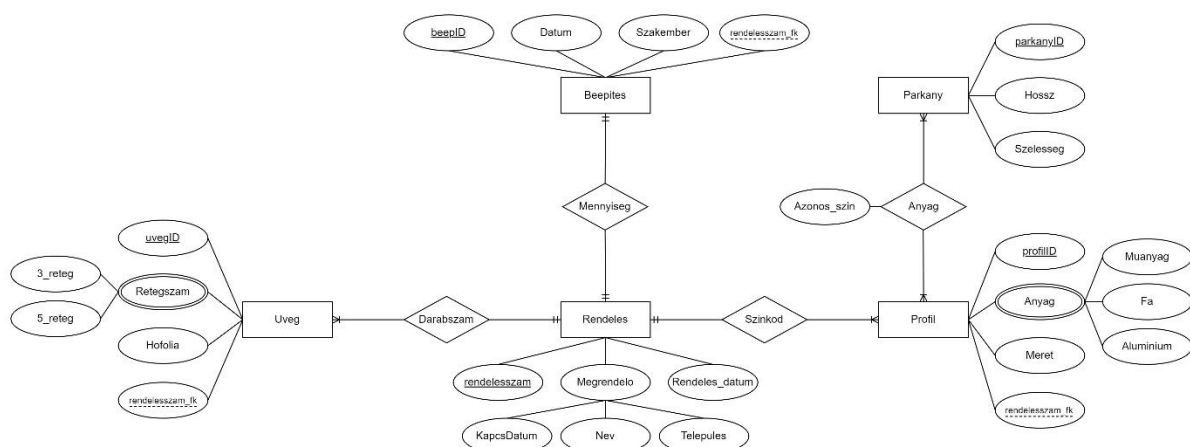 beepID
Datum
Szakember
rendelesszam_fk
Beepites
parkanyID
Parkany
Hossz
Szelesseg
Mennyiseg
Azonos_szin
Anyag
uvegID
3_reteg
Retegszam
5_reteg
Uveg
Hofolia
rendelesszam_fk
Darabszam
Rendeles
Szinkod
Profil
profilID
Muanyag
Anyag
Fa
Meret
Aluminium
rendelesszam_fk
rendelesszam
Megrendelo
Rendeles_datum
KapcsDatum
Nev
Telepules